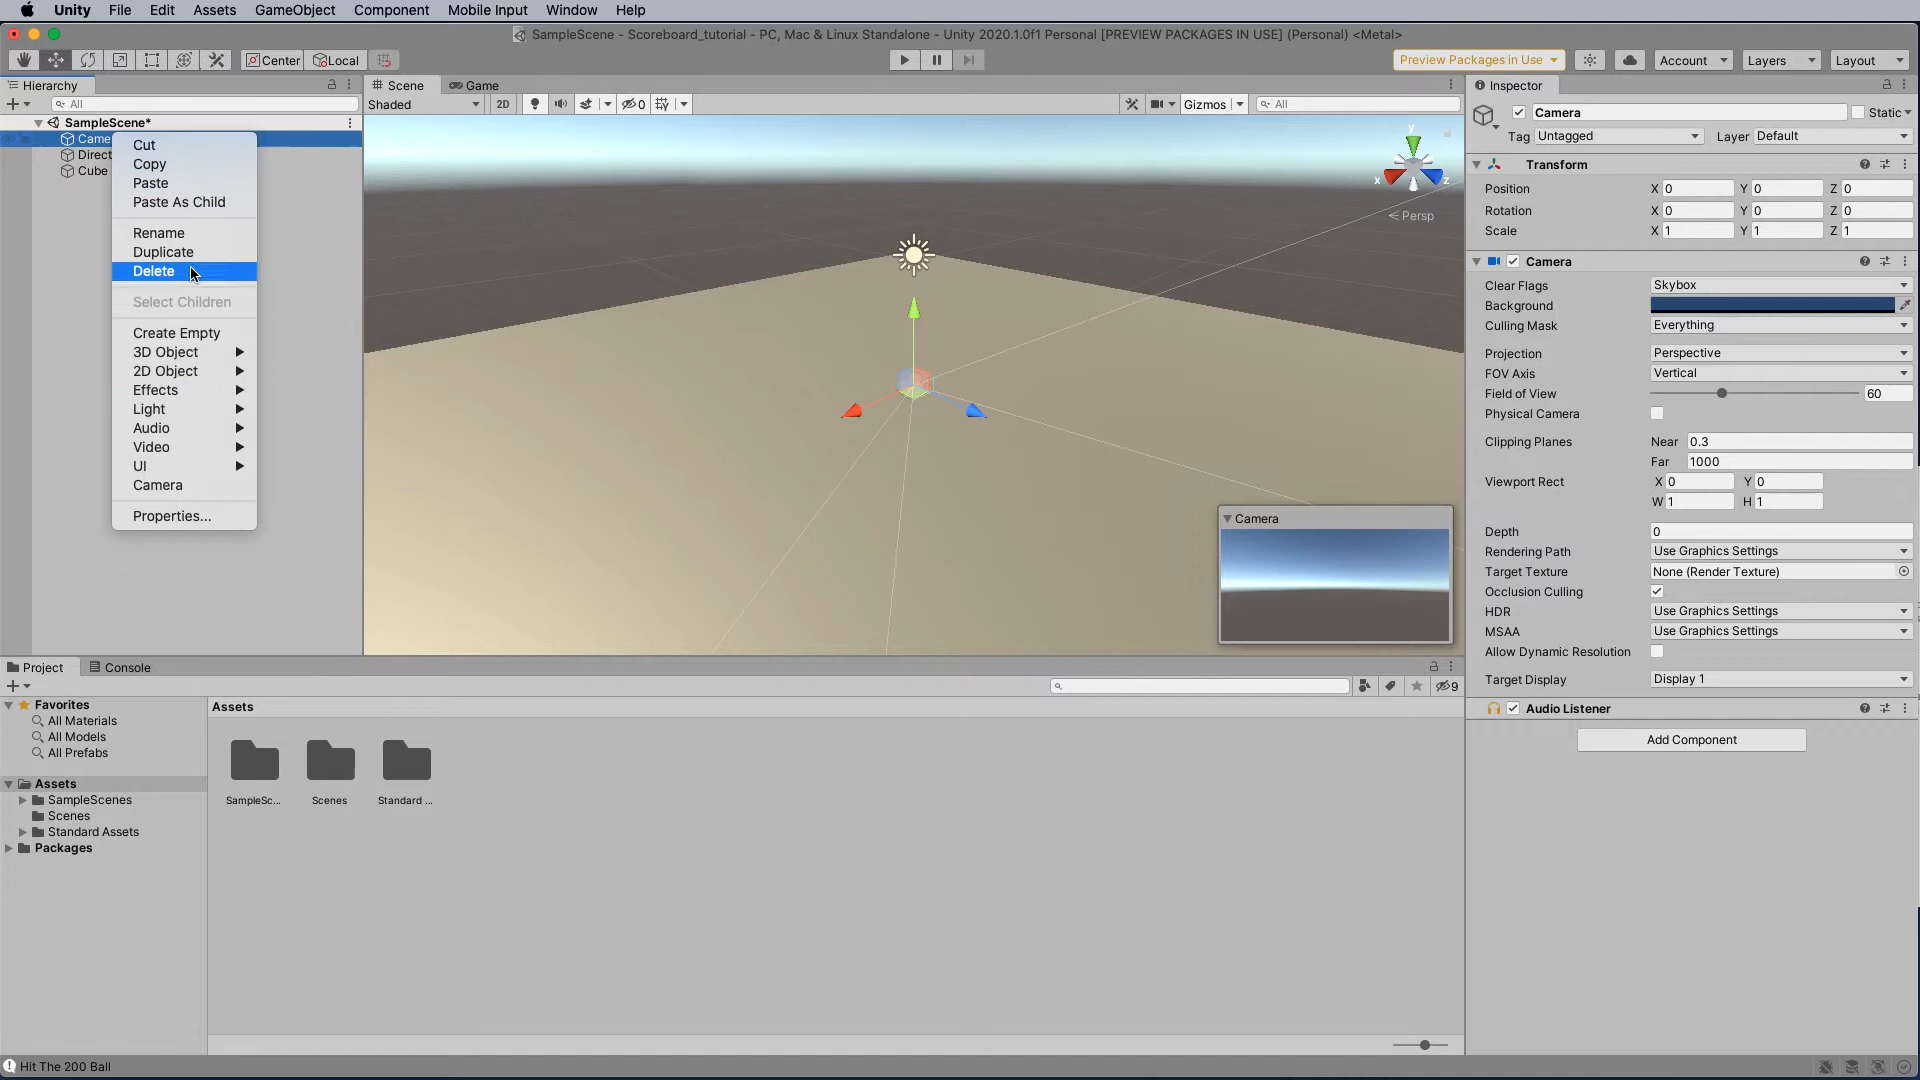 Unity File Edit Assets GameObject Component Mobile Input Window Help
SampleScene - Scoreboard_tutorial - PC, Mac & Linux Standalone - Unity 2020.1.0f1 Personal [PREVIEW PACKAGES IN USE] (Personal) <Metal>
Center Local Preview Packages in Use Account Layers Layout
Hierarchy
All
SampleScene*
Came
Direct
Cube
Cut
Copy
Paste
Paste As Child
Rename
Duplicate
Delete
Select Children
Create Empty
3D Object
2D Object
Effects
Light
Audio
Video
UI
Camera
Properties...
Scene Game
Shaded 2D 0 Gizmos All
y
x z
< Persp
Camera
Inspector
Camera Static
Tag Untagged Layer Default
Transform
Position X 0 Y 0 Z 0
Rotation X 0 Y 0 Z 0
Scale X 1 Y 1 Z 1
Camera
Clear Flags Skybox
Background
Culling Mask Everything
Projection Perspective
FOV Axis Vertical
Field of View 60
Physical Camera
Clipping Planes Near 0.3
Far 1000
Viewport Rect X 0 Y 0
W 1 H 1
Depth 0
Rendering Path Use Graphics Settings
Target Texture None (Render Texture)
Occlusion Culling
HDR Use Graphics Settings
MSAA Use Graphics Settings
Allow Dynamic Resolution
Target Display Display 1
Audio Listener
Add Component
Project Console
9
Favorites
All Materials
All Models
All Prefabs
Assets
SampleScenes
Scenes
Standard Assets
Packages
Assets
SampleSc... Scenes Standard ...
Hit The 200 Ball